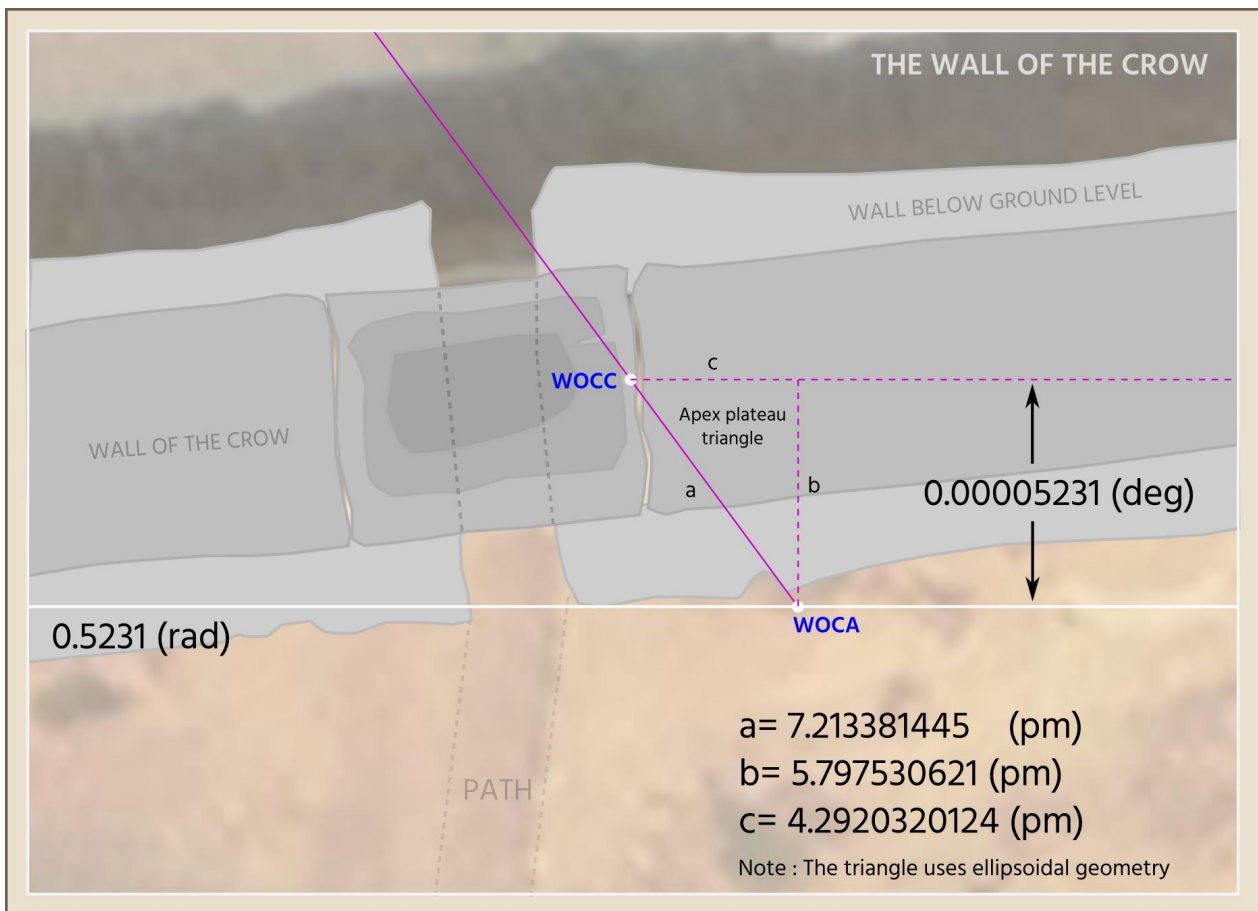 THE WALL OF THE CROW
WALL BELOW GROUND LEVEL
c
WOCC
Apex plateau
triangle
WALL OF THE CROW
a
b
0.00005231 (deg)
WOCA
0.5231 (rad)
a= 7.213381445 (pm)
b= 5.797530621 (pm)
c= 4.2920320124 (pm)
PATH
Note : The triangle uses ellipsoidal geometry